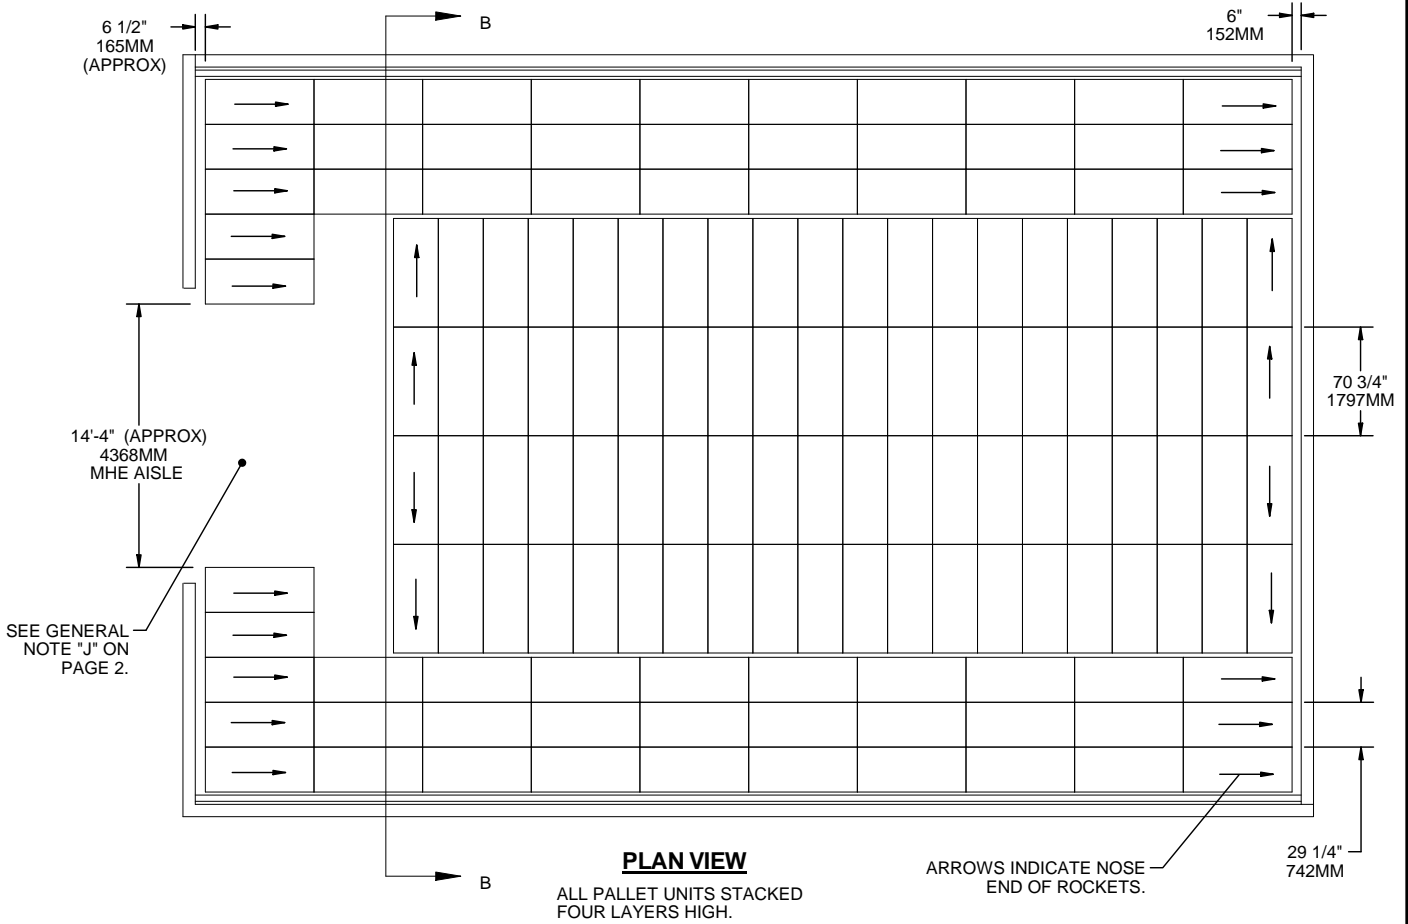 6 1/2"
165MM
(APPROX)
B
6"
152MM
70 3/4"
1797MM
14'-4" (APPROX)
4368MM
MHE AISLE
SEE GENERAL
NOTE "J" ON
PAGE 2.
29 1/4"
742MM
B
PLAN VIEW
ALL PALLET UNITS STACKED
FOUR LAYERS HIGH.
ARROWS INDICATE NOSE
END OF ROCKETS.